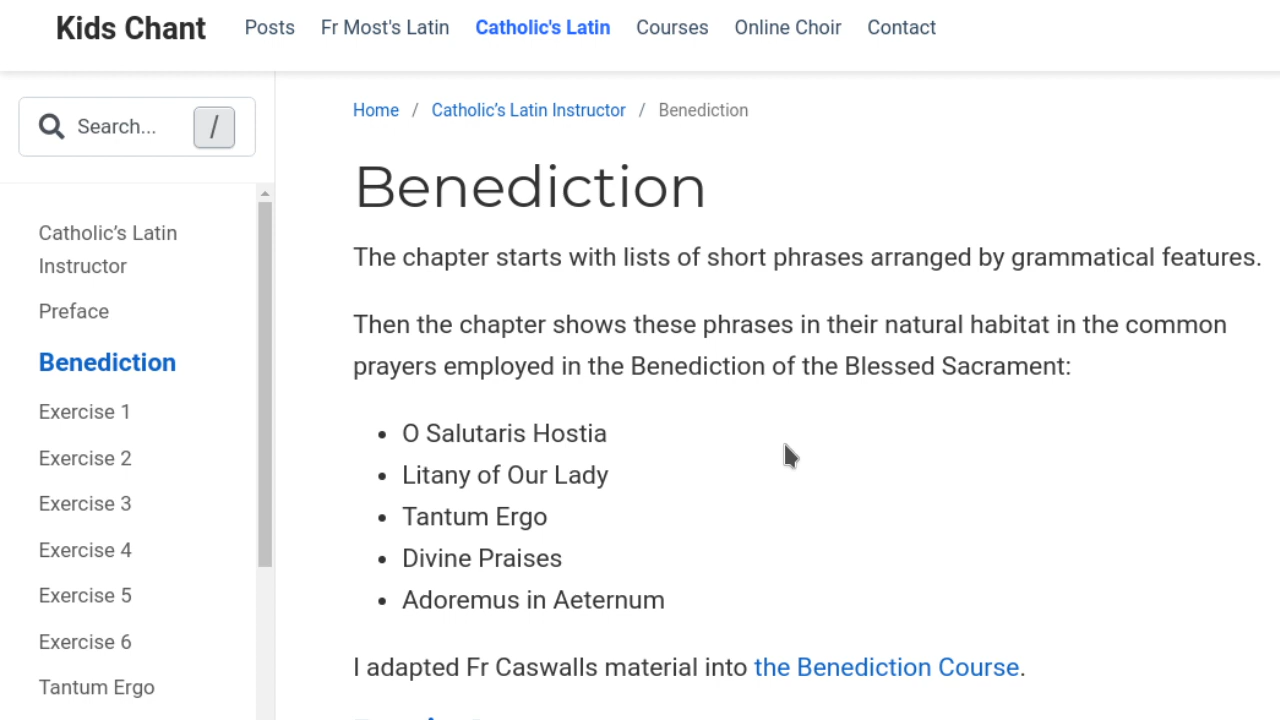 Kids Chant Posts Fr Most's Latin Catholic's Latin Courses Online Choir Contact
Search... /
Catholic’s Latin
Instructor
Preface
Benediction
Exercise 1
Exercise 2
Exercise 3
Exercise 4
Exercise 5
Exercise 6
Tantum Ergo
Home / Catholic’s Latin Instructor / Benediction
Benediction
The chapter starts with lists of short phrases arranged by grammatical features.
Then the chapter shows these phrases in their natural habitat in the common
prayers employed in the Benediction of the Blessed Sacrament:
• O Salutaris Hostia
• Litany of Our Lady
• Tantum Ergo
• Divine Praises
• Adoremus in Aeternum
I adapted Fr Caswalls material into the Benediction Course.